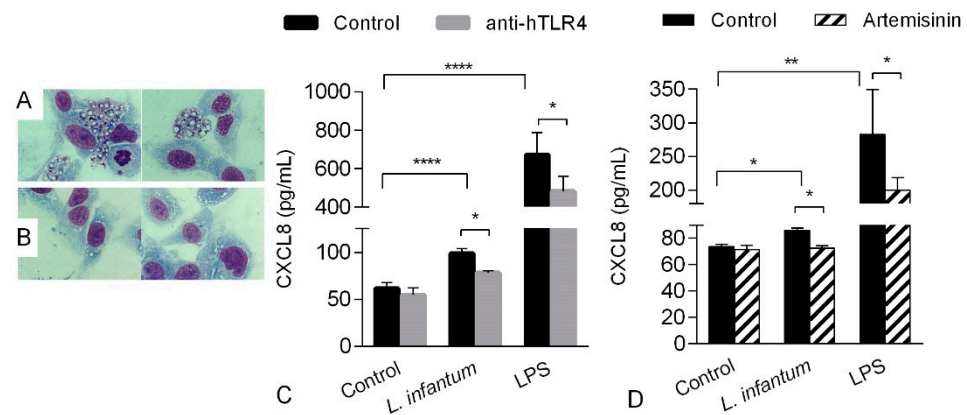 A
B
Control anti-hTLR4
CXCL8 (pg/mL)
1000
800
600
400
100
50
0
****
****
*
*
Control
L. infantum
LPS
C
Control Artemisinin
CXCL8 (pg/mL)
350
300
250
200
80
60
40
20
0
**
*
*
*
Control
L. infantum
LPS
D